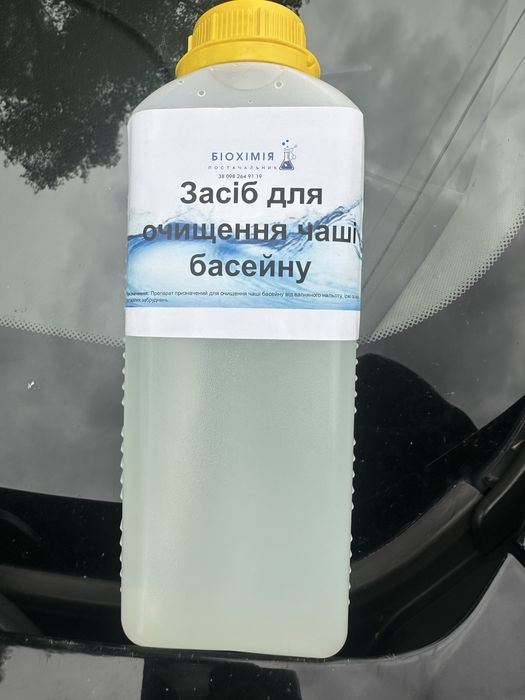 БІОХІМІЯ
ПОСТАЧАЛЬНИК
38 098 264 91 19
Засіб для
очищення чаші
басейну
Препарат призначений для очищення чаші басейну від вапняного нальоту,
забруднень.